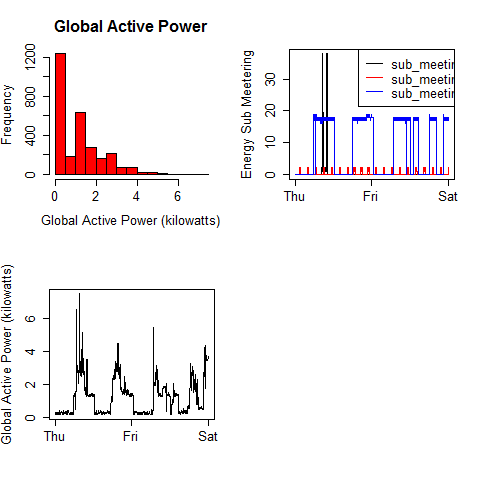 Global Active Power
Frequency
0 400 800 1200
0 2 4 6
Global Active Power (kilowatts)
Energy Sub Meetering
0 10 20 30
sub_meetin
sub_meetin
sub_meetin
Thu Fri Sat
Global Active Power (kilowatts)
0 2 4 6
Thu Fri Sat